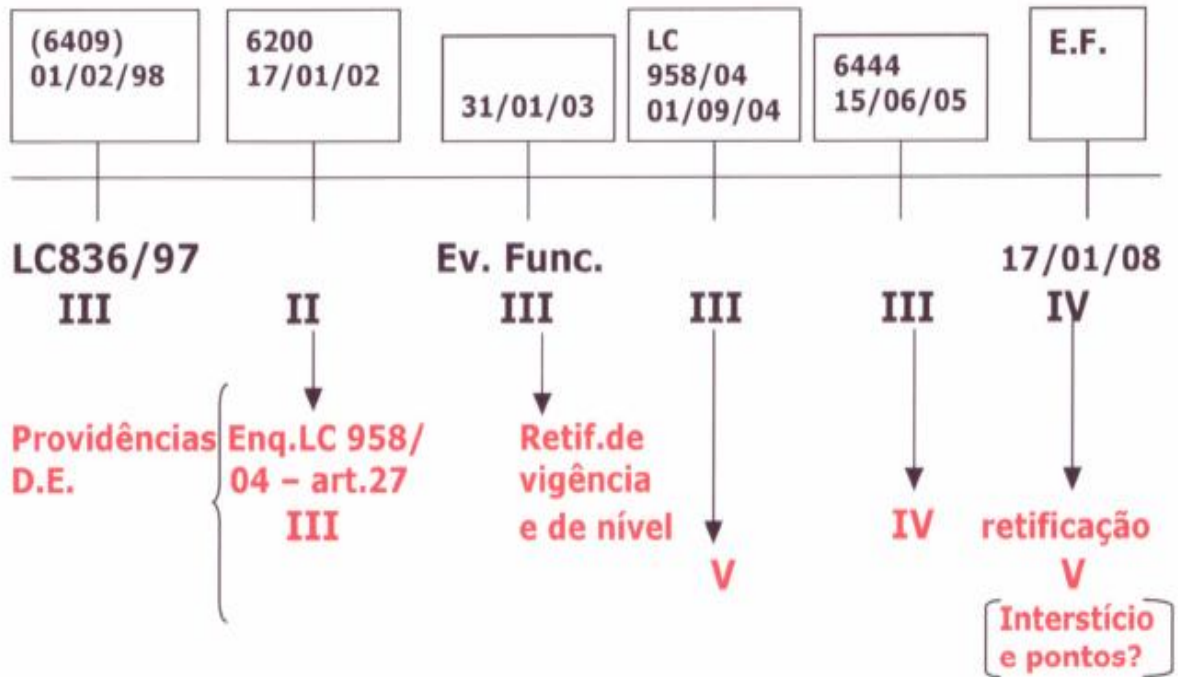 (6409)
01/02/98
6200
17/01/02
31/01/03
LC
958/04
01/09/04
6444
15/06/05
E.F.
LC836/97
III
II
Ev. Func.
III
III
III
17/01/08
IV
Providências
D.E.
Enq.LC 958/
04 – art.27
III
Retif.de
vigência
e de nível
V
IV
retificação
V
Interstício
e pontos?